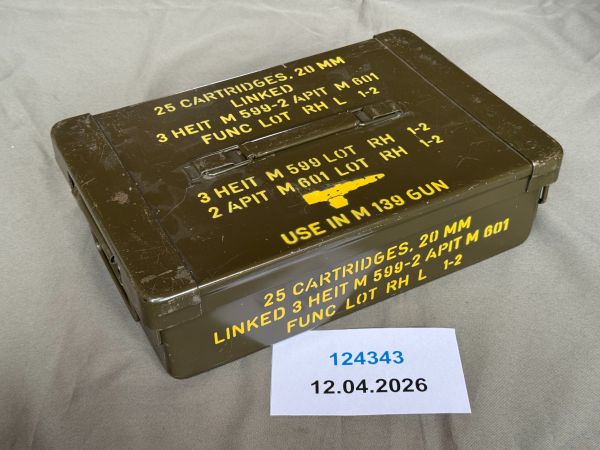 25 CARTRIDGES, 20 MM
LINKED
3 HEIT M 599-2 APIT M 601
FUNC LOT RH L 1-2
3 HEIT M 599 LOT RH 1-2
2 APIT M 601 LOT RH 1-2
USE IN M 139 GUN
25 CARTRIDGES, 20 MM
LINKED 3 HEIT M 599-2 APIT M 601
FUNC LOT RH L 1-2
124343
12.04.2026